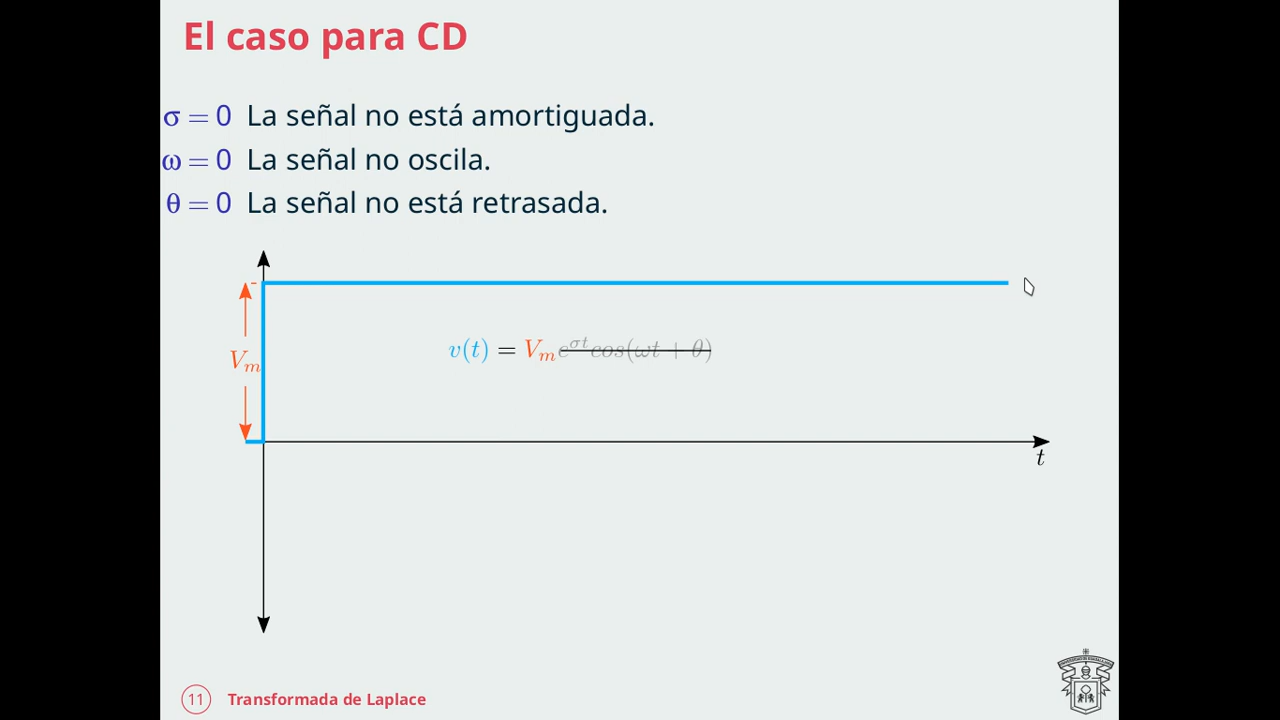 El caso para CD
σ = 0 La señal no está amortiguada.
ω = 0 La señal no oscila.
θ = 0 La señal no está retrasada.
V_m
v(t) = V_m e^{σt} cos(ωt + θ)
t
11 Transformada de Laplace